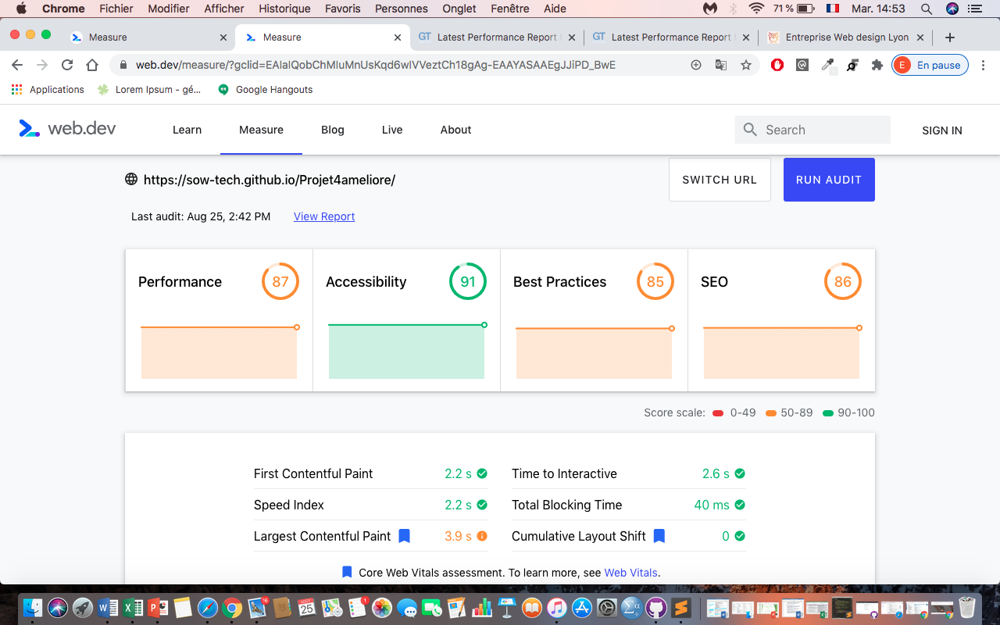 Chrome Fichier Modifier Afficher Historique Favoris Personnes Onglet Fenêtre Aide 71 % Mar. 14:53
Measure Measure GT Latest Performance Report GT Latest Performance Report Entreprise Web design Lyon
web.dev/measure/?gclid=EAIaIQobChMIuMnUsKqd6wIVVeztCh18gAg-EAAYASAAEgJJiPD_BwE E En pause
Applications Lorem Ipsum - gé... Google Hangouts
web.dev Learn Measure Blog Live About Search SIGN IN
https://sow-tech.github.io/Projet4ameliore/ SWITCH URL RUN AUDIT
Last audit: Aug 25, 2:42 PM View Report
Performance 87 Accessibility 91 Best Practices 85 SEO 86
Score scale: 0-49 50-89 90-100
First Contentful Paint 2.2 s Time to Interactive 2.6 s
Speed Index 2.2 s Total Blocking Time 40 ms
Largest Contentful Paint 3.9 s Cumulative Layout Shift 0
Core Web Vitals assessment. To learn more, see Web Vitals.
25